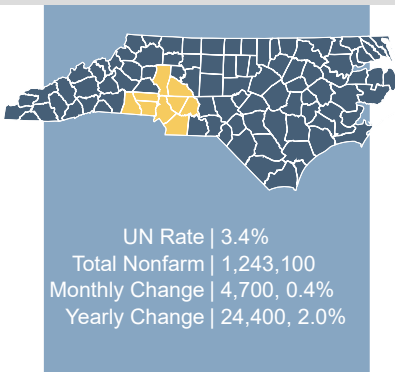 UN Rate | 3.4%
Total Nonfarm | 1,243,100
Monthly Change | 4,700, 0.4%
Yearly Change | 24,400, 2.0%